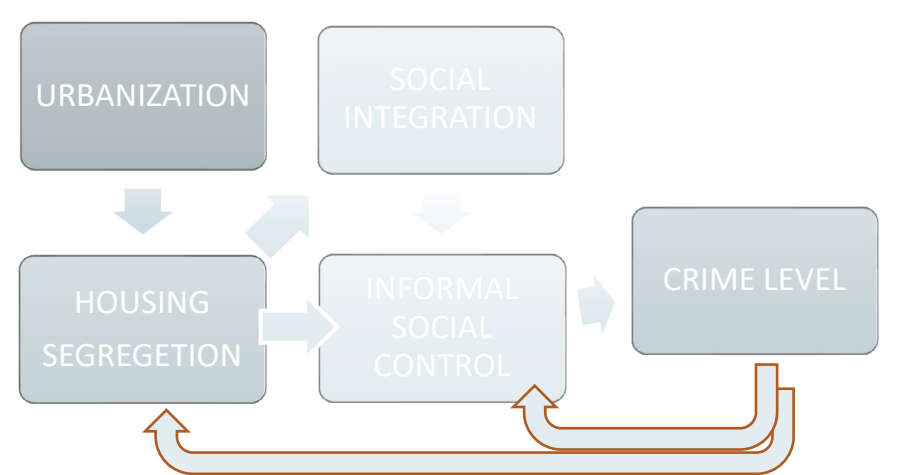 URBANIZATION
SOCIAL
INTEGRATION
HOUSING
SEGREGETION
INFORMAL
SOCIAL
CONTROL
CRIME LEVEL